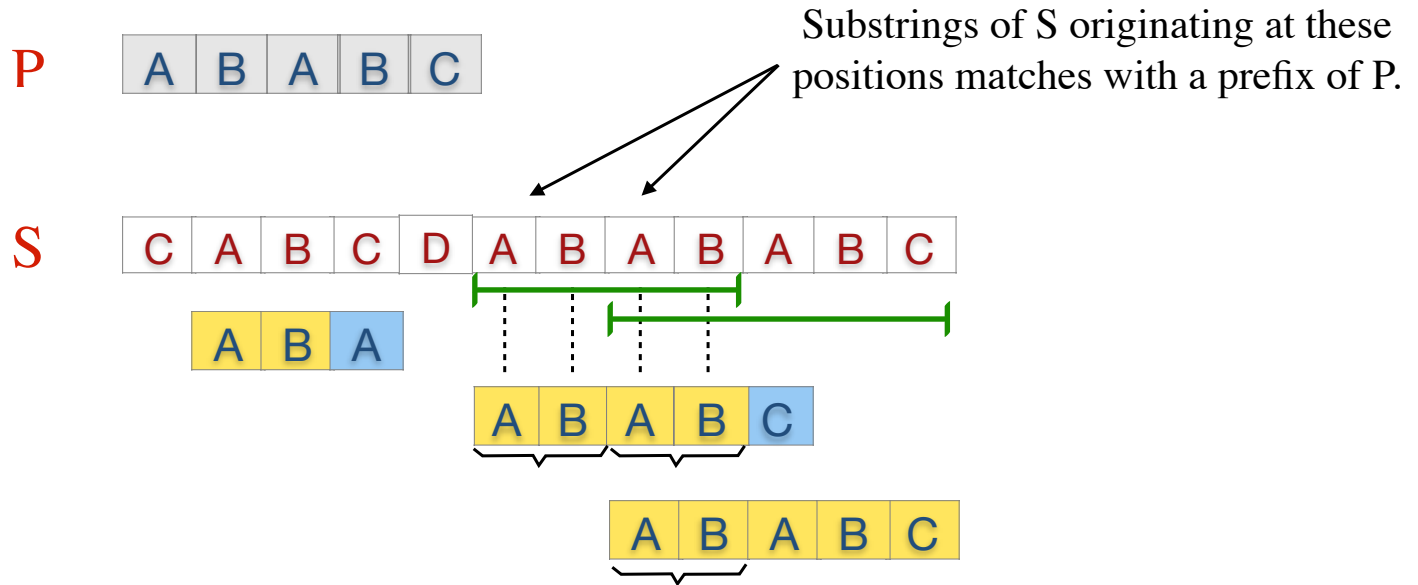 Substrings of S originating at these
positions matches with a prefix of P.
P A B A B C
S C A B C D A B A B A B C
A B A
A B A B C
A B A B C